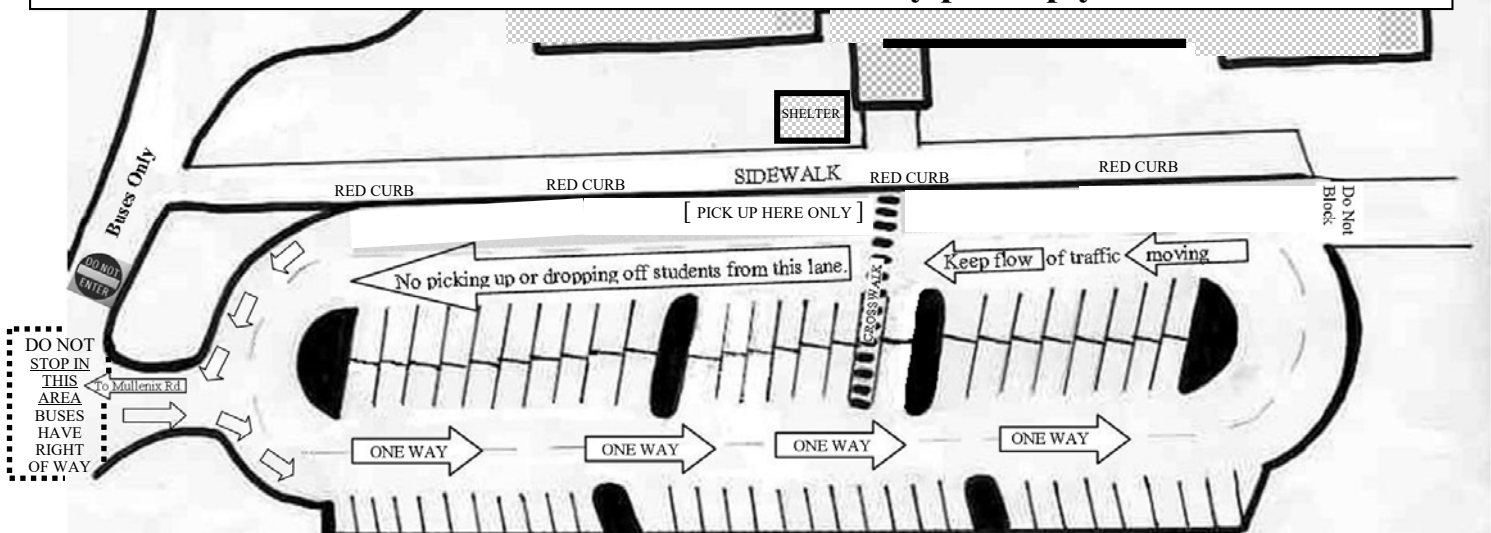 SHELTER
Buses Only
SIDEWALK
RED CURB
RED CURB
RED CURB
RED CURB
[ PICK UP HERE ONLY ]
Do Not
Block
DO NOT
ENTER
No picking up or dropping off students from this lane.
Keep flow of traffic moving
CROSSWALK
DO NOT
STOP IN
THIS
AREA
BUSES
HAVE
RIGHT
OF WAY
To Mullenix Rd.
ONE WAY
ONE WAY
ONE WAY
ONE WAY